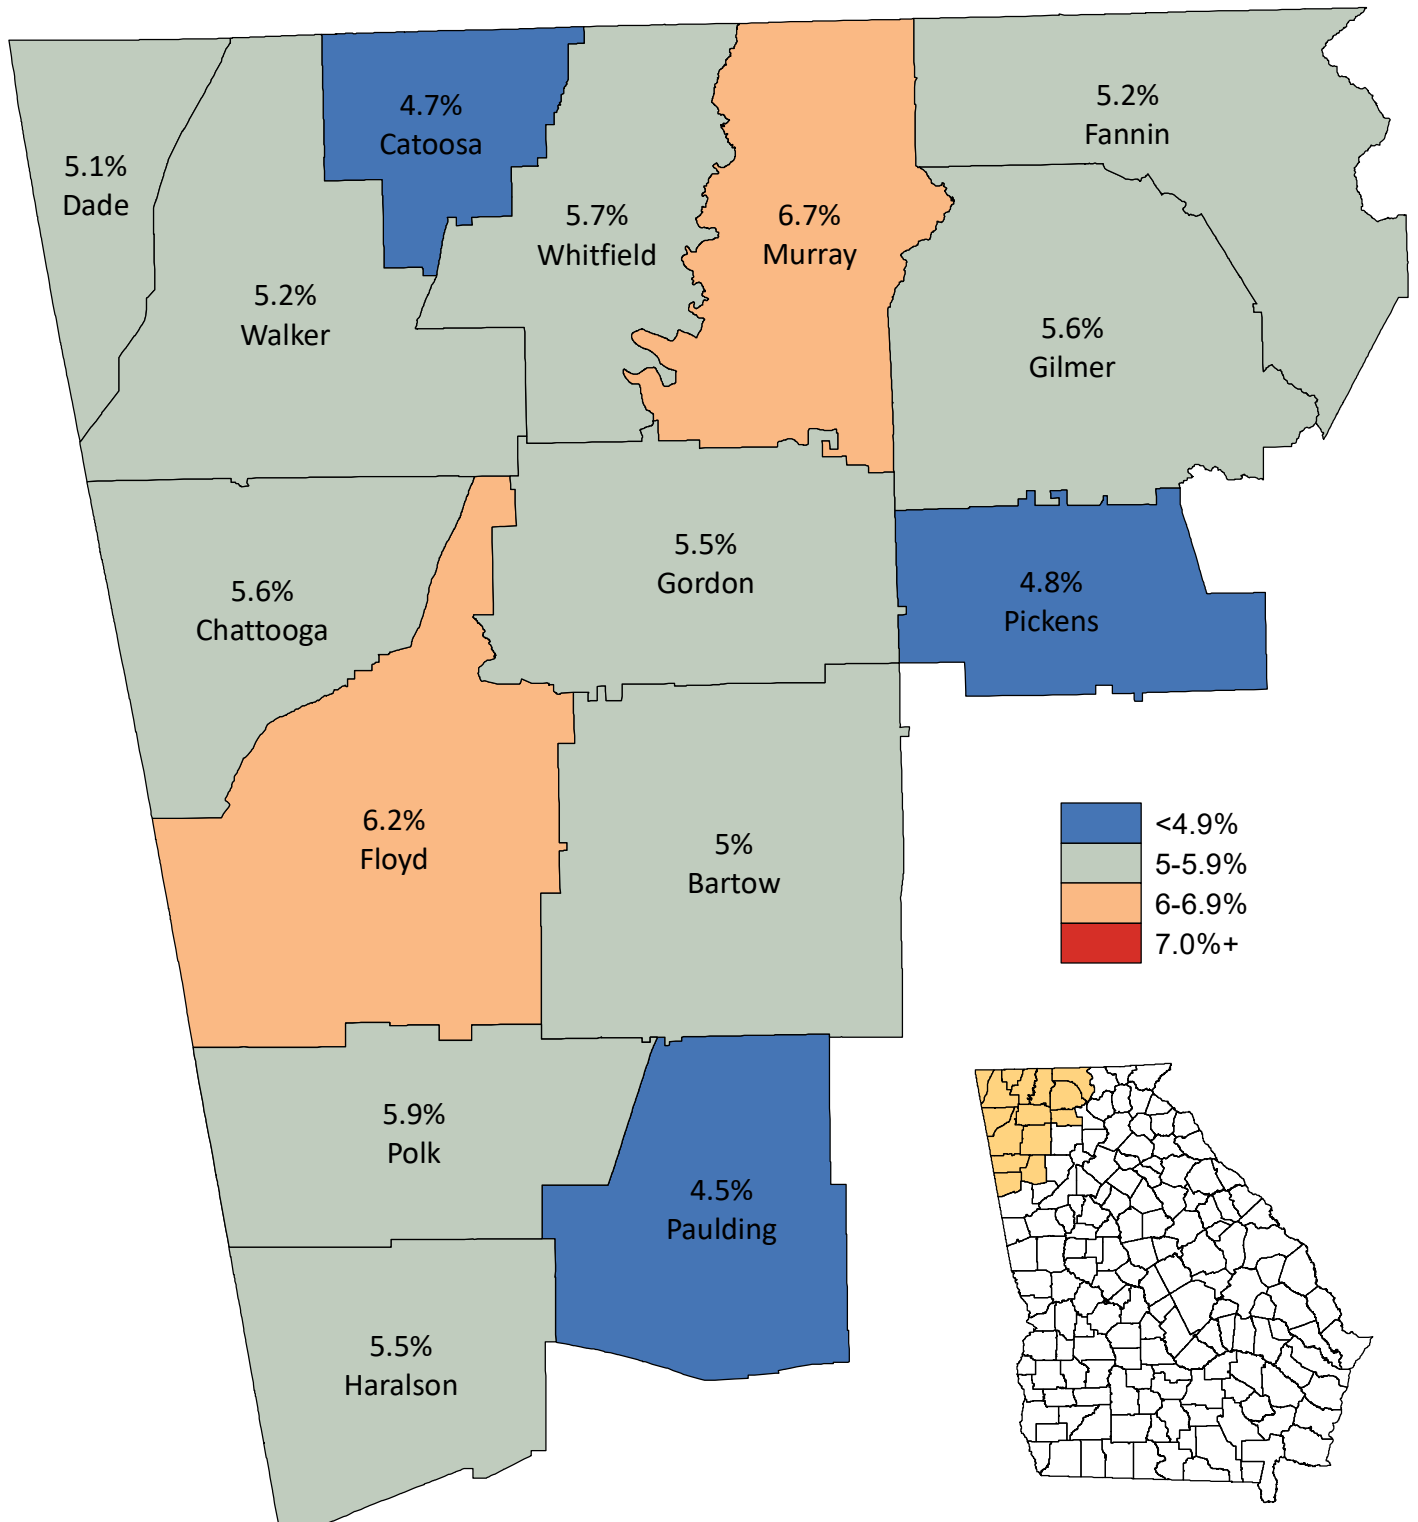 4.7%
Catoosa
5.2%
Fannin
5.1%
Dade
5.7%
Whitfield
6.7%
Murray
5.2%
Walker
5.6%
Gilmer
5.5%
Gordon
4.8%
Pickens
5.6%
Chattooga
6.2%
Floyd
5%
Bartow
<4.9%
5-5.9%
6-6.9%
7.0%+
5.9%
Polk
4.5%
Paulding
5.5%
Haralson